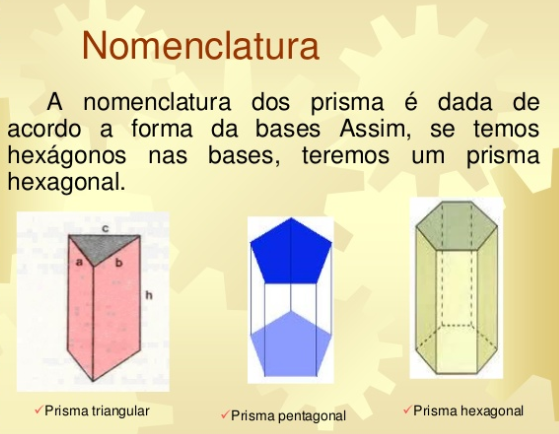 Nomenclatura
A nomenclatura dos prisma é dada de
acordo a forma da bases Assim, se temos
hexágonos nas bases, teremos um prisma
hexagonal.
c
a b
h
Prisma triangular
Prisma pentagonal
Prisma hexagonal